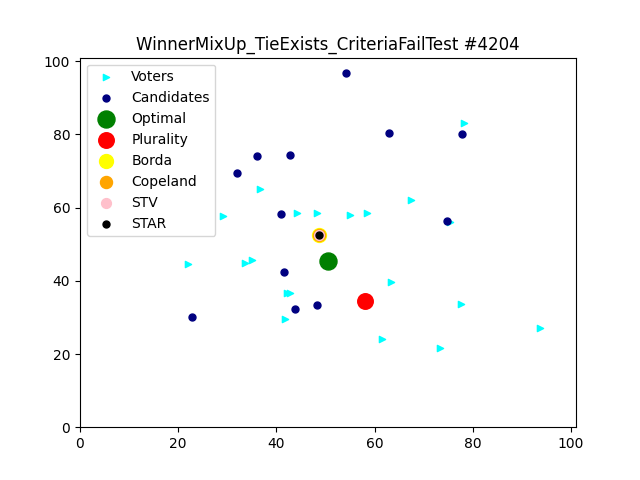 WinnerMixUp_TieExists_CriteriaFailTest #4204
100
80
60
40
20
0
0
20
40
60
80
100
Voters
Candidates
Optimal
Plurality
Borda
Copeland
STV
STAR